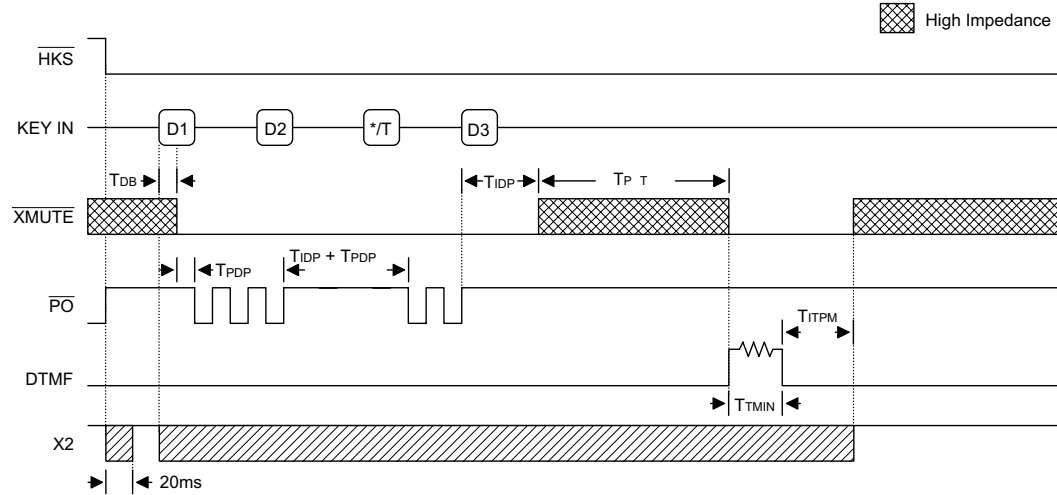 High Impedance
HKS
KEY IN
D1 D2 */T D3
TDB
TIDP
TP T
XMUTE
TPDP
TIDP + TPDP
PO
TITPM
DTMF
TTMIN
X2
20ms